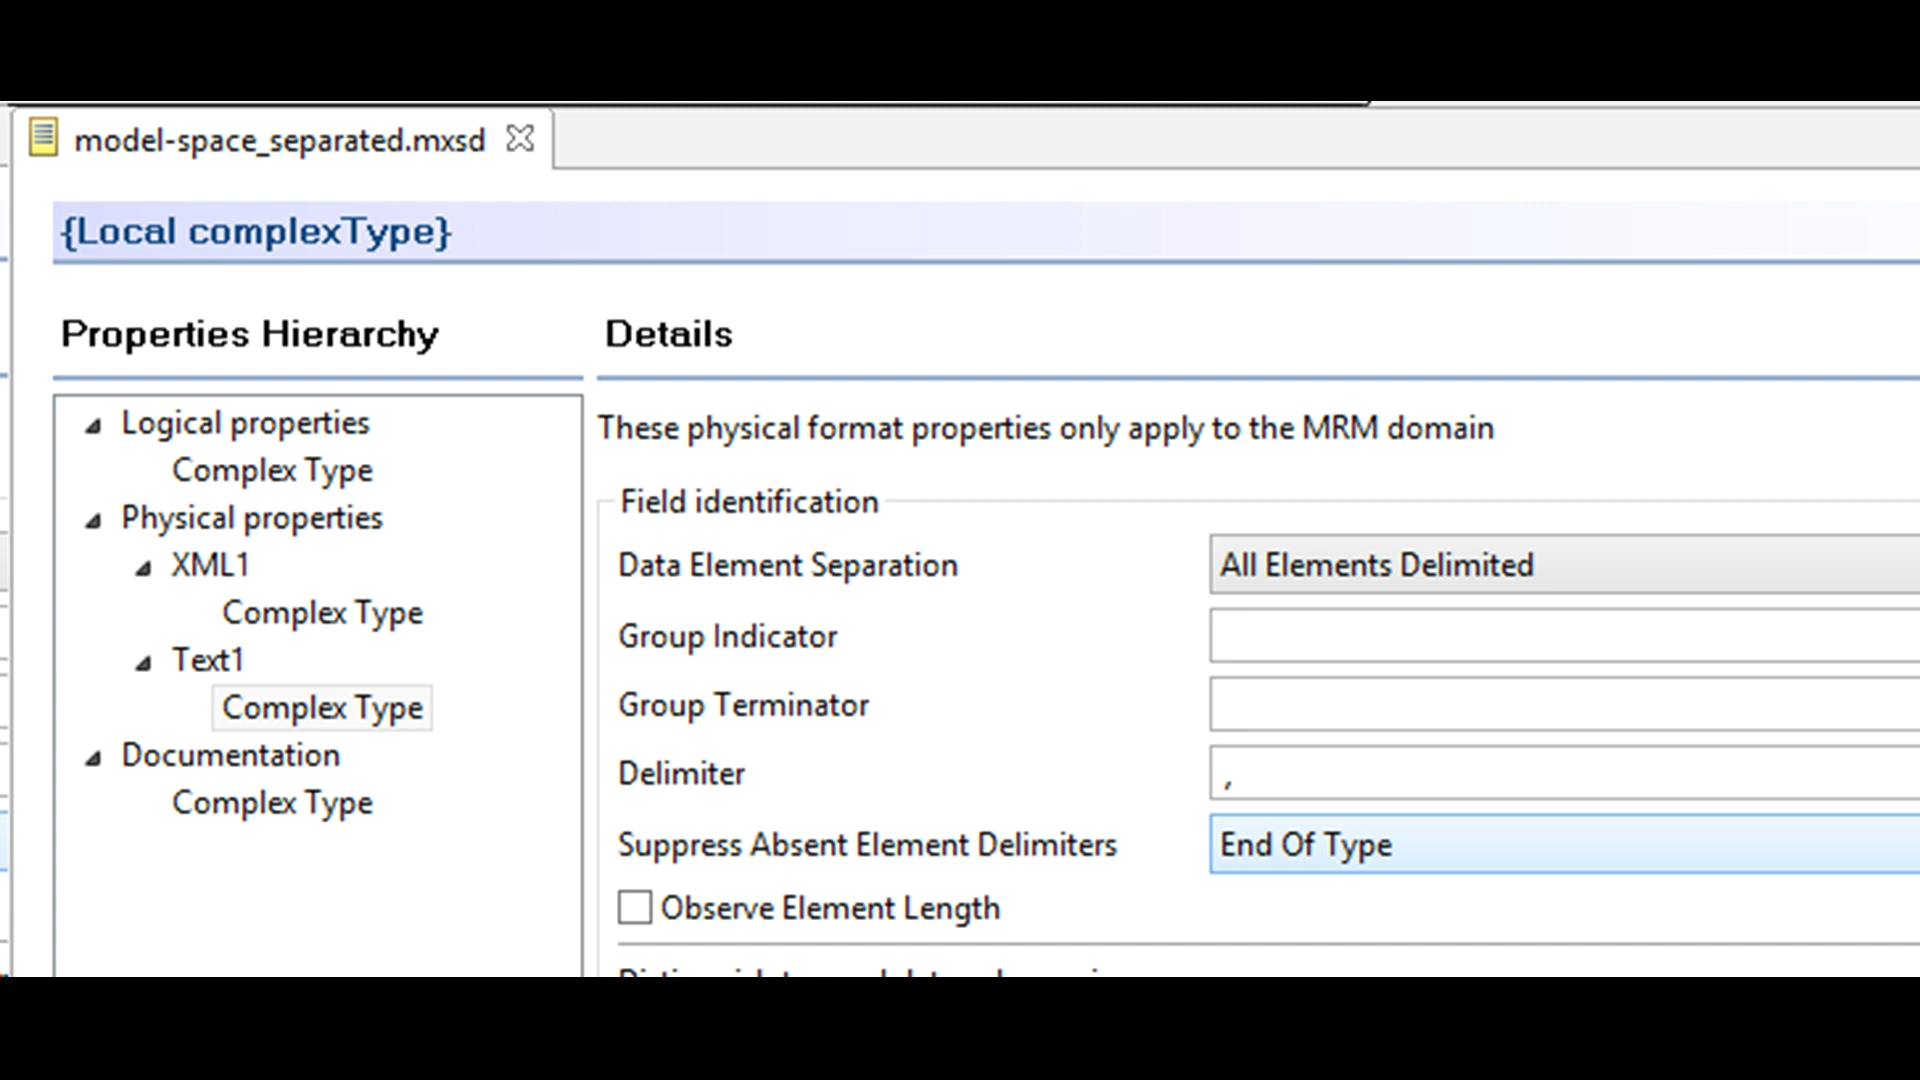 model-space_separated.mxsd
{Local complexType}
Properties Hierarchy
Details
Logical properties
Complex Type
Physical properties
XML1
Complex Type
Text1
Complex Type
Documentation
Complex Type
These physical format properties only apply to the MRM domain
Field identification
Data Element Separation
All Elements Delimited
Group Indicator
Group Terminator
Delimiter
,
Suppress Absent Element Delimiters
End Of Type
Observe Element Length